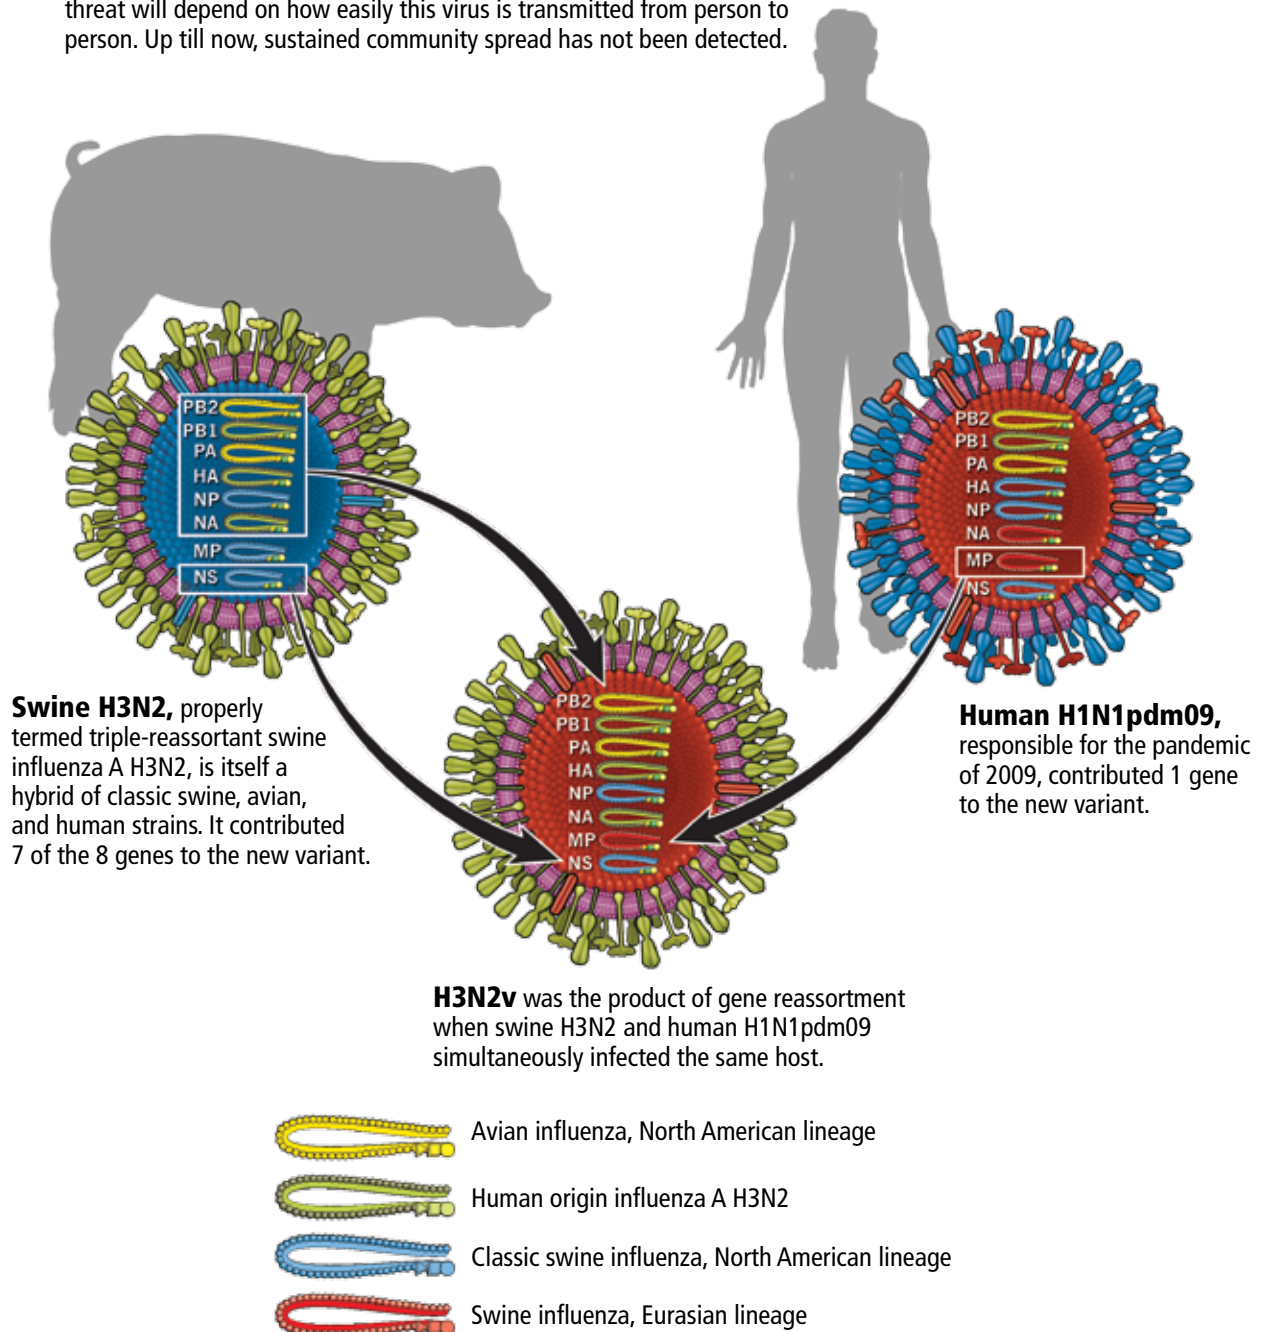 threat will depend on how easily this virus is transmitted from person to
person. Up till now, sustained community spread has not been detected.
PB2
PB1
PA
HA
NP
NA
MP
NS
PB2
PB1
PA
HA
NP
NA
MP
NS
PB2
PB1
PA
HA
NP
NA
MP
NS
Swine H3N2, properly
termed triple-reassortant swine
influenza A H3N2, is itself a
hybrid of classic swine, avian,
and human strains. It contributed
7 of the 8 genes to the new variant.
Human H1N1pdm09,
responsible for the pandemic
of 2009, contributed 1 gene
to the new variant.
H3N2v was the product of gene reassortment
when swine H3N2 and human H1N1pdm09
simultaneously infected the same host.
Avian influenza, North American lineage
Human origin influenza A H3N2
Classic swine influenza, North American lineage
Swine influenza, Eurasian lineage